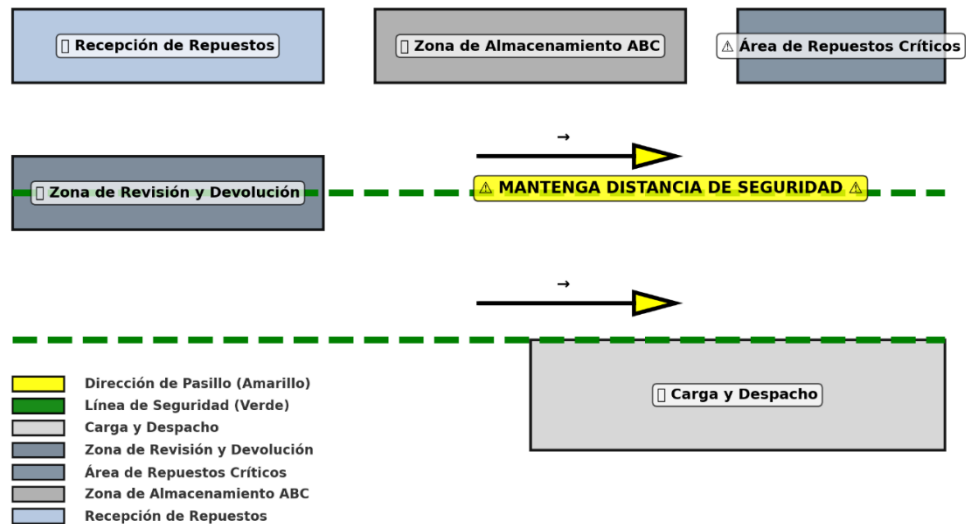 Recepción de Repuestos
Zona de Almacenamiento ABC
⚠ Área de Repuestos Críticos
→
Zona de Revisión y Devolución
⚠ MANTENGA DISTANCIA DE SEGURIDAD ⚠
→
Carga y Despacho
Dirección de Pasillo (Amarillo)
Línea de Seguridad (Verde)
Carga y Despacho
Zona de Revisión y Devolución
Área de Repuestos Críticos
Zona de Almacenamiento ABC
Recepción de Repuestos